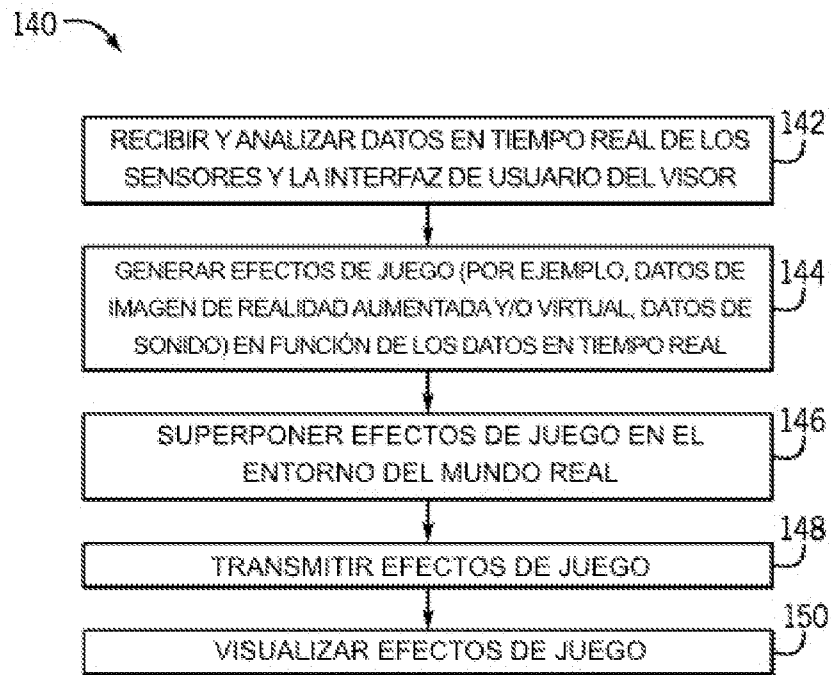 140
RECIBIR Y ANALIZAR DATOS EN TIEMPO REAL DE LOS
SENSORES Y LA INTERFAZ DE USUARIO DEL VISOR
142
GENERAR EFECTOS DE JUEGO (POR EJEMPLO, DATOS DE
IMAGEN DE REALIDAD AUMENTADA Y/O VIRTUAL, DATOS DE
SONIDO) EN FUNCIÓN DE LOS DATOS EN TIEMPO REAL
144
SUPERPONER EFECTOS DE JUEGO EN EL
ENTORNO DEL MUNDO REAL
146
TRANSMITIR EFECTOS DE JUEGO
148
VISUALIZAR EFECTOS DE JUEGO
150